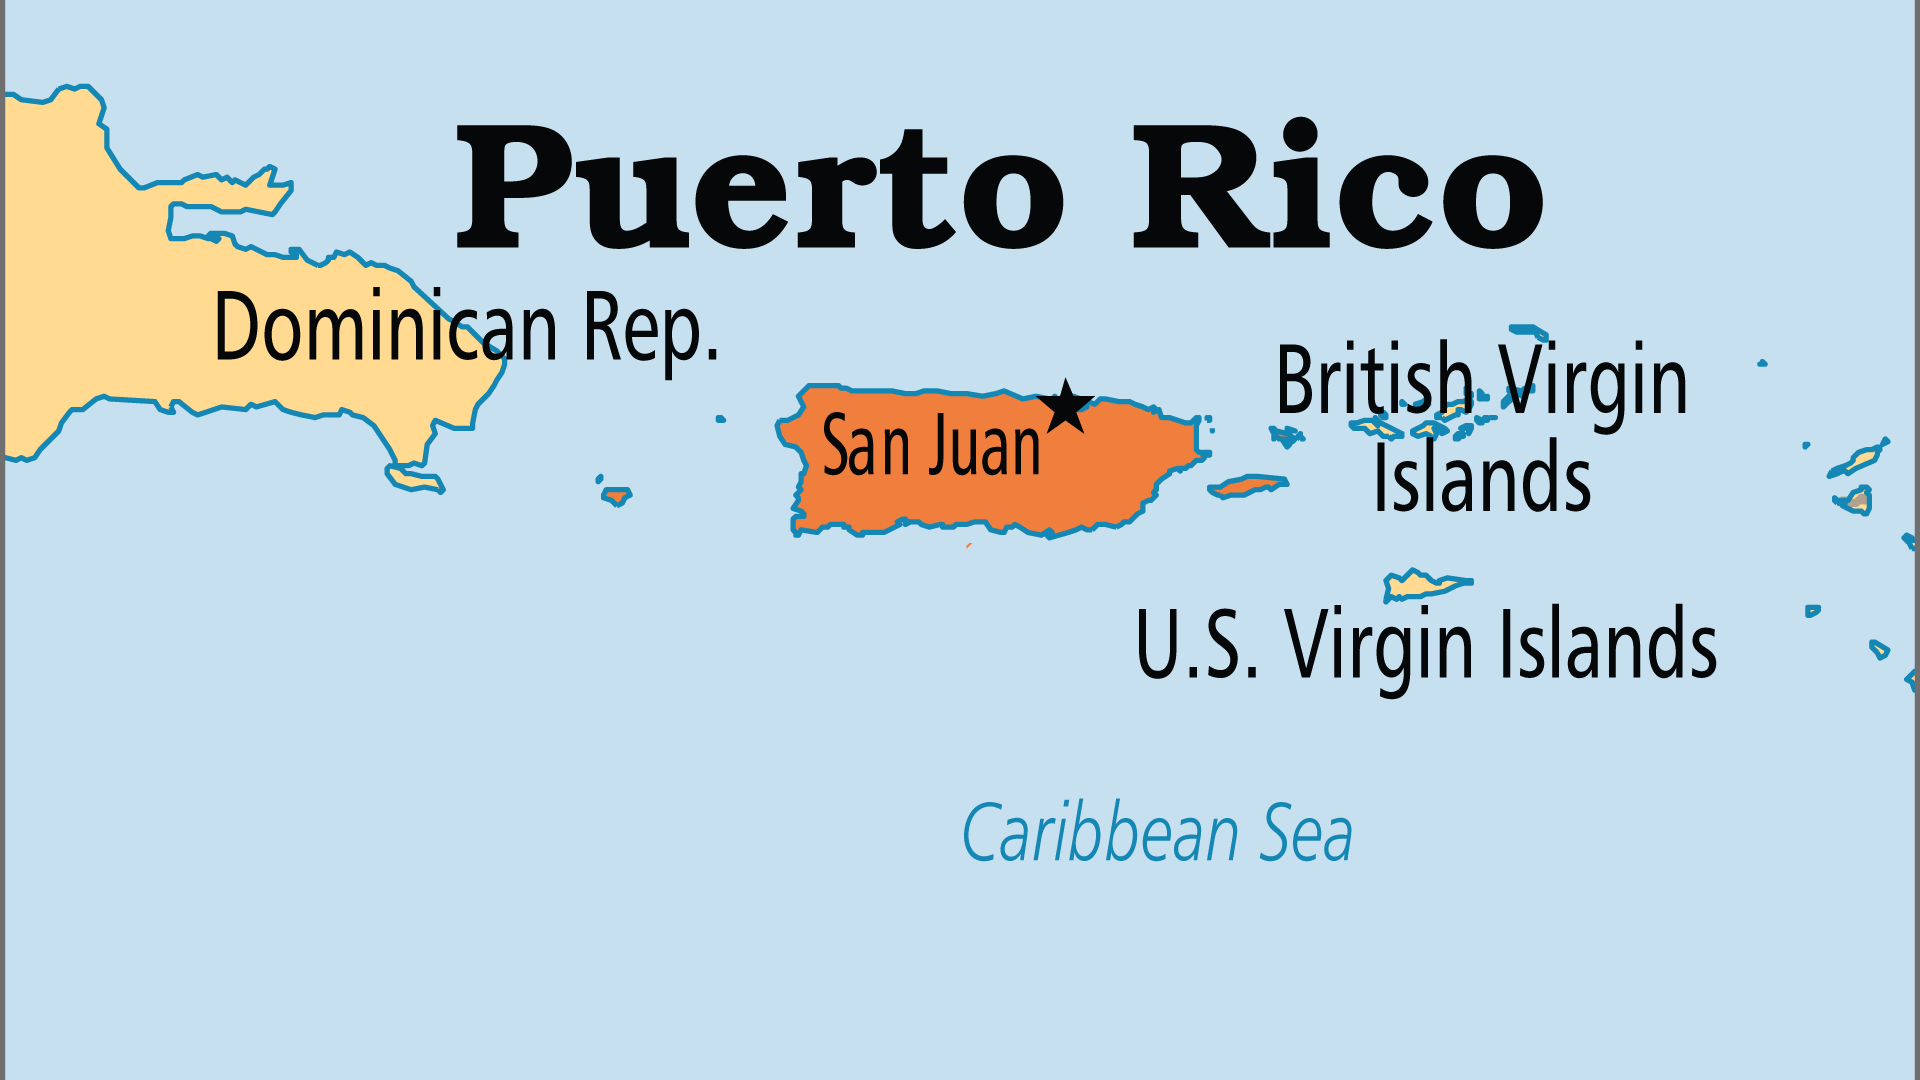 Puerto Rico
Dominican Rep.
British Virgin
Islands
San Juan
U.S. Virgin Islands
Caribbean Sea